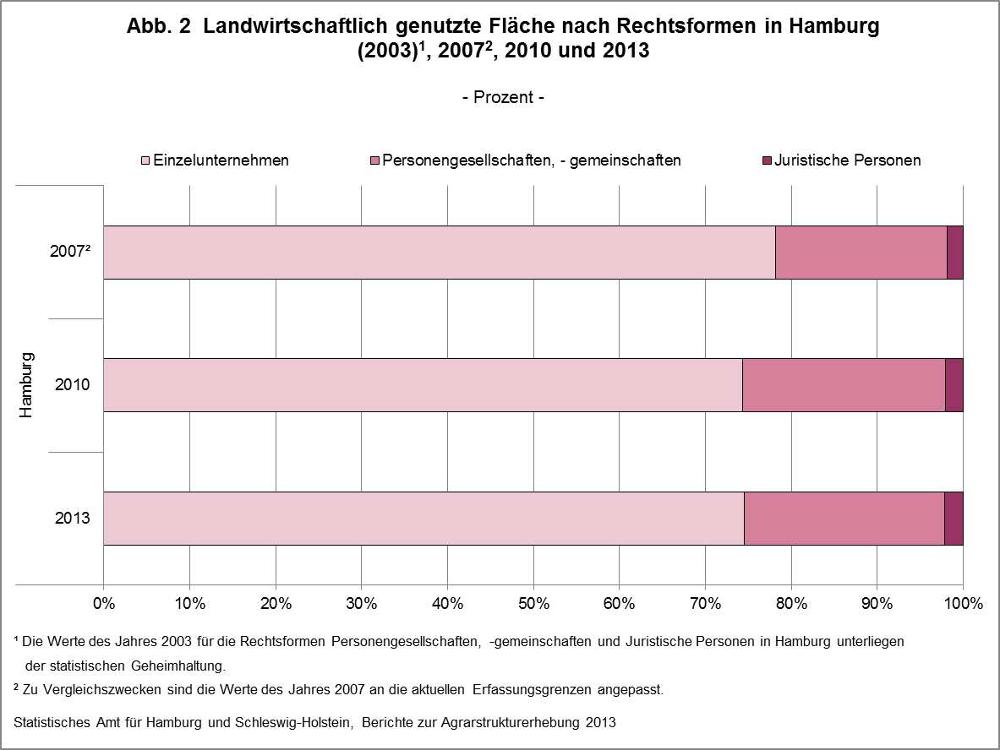 Abb. 2  Landwirtschaftlich genutzte Fläche nach Rechtsformen in Hamburg
(2003)¹, 2007², 2010 und 2013
- Prozent -
Einzelunternehmen
Personengesellschaften, - gemeinschaften
Juristische Personen
Hamburg
2007²
2010
2013
0%
10%
20%
30%
40%
50%
60%
70%
80%
90%
100%
¹ Die Werte des Jahres 2003 für die Rechtsformen Personengesellschaften, -gemeinschaften und Juristische Personen in Hamburg unterliegen
der statistischen Geheimhaltung.
² Zu Vergleichszwecken sind die Werte des Jahres 2007 an die aktuellen Erfassungsgrenzen angepasst.
Statistisches Amt für Hamburg und Schleswig-Holstein, Berichte zur Agrarstrukturerhebung 2013